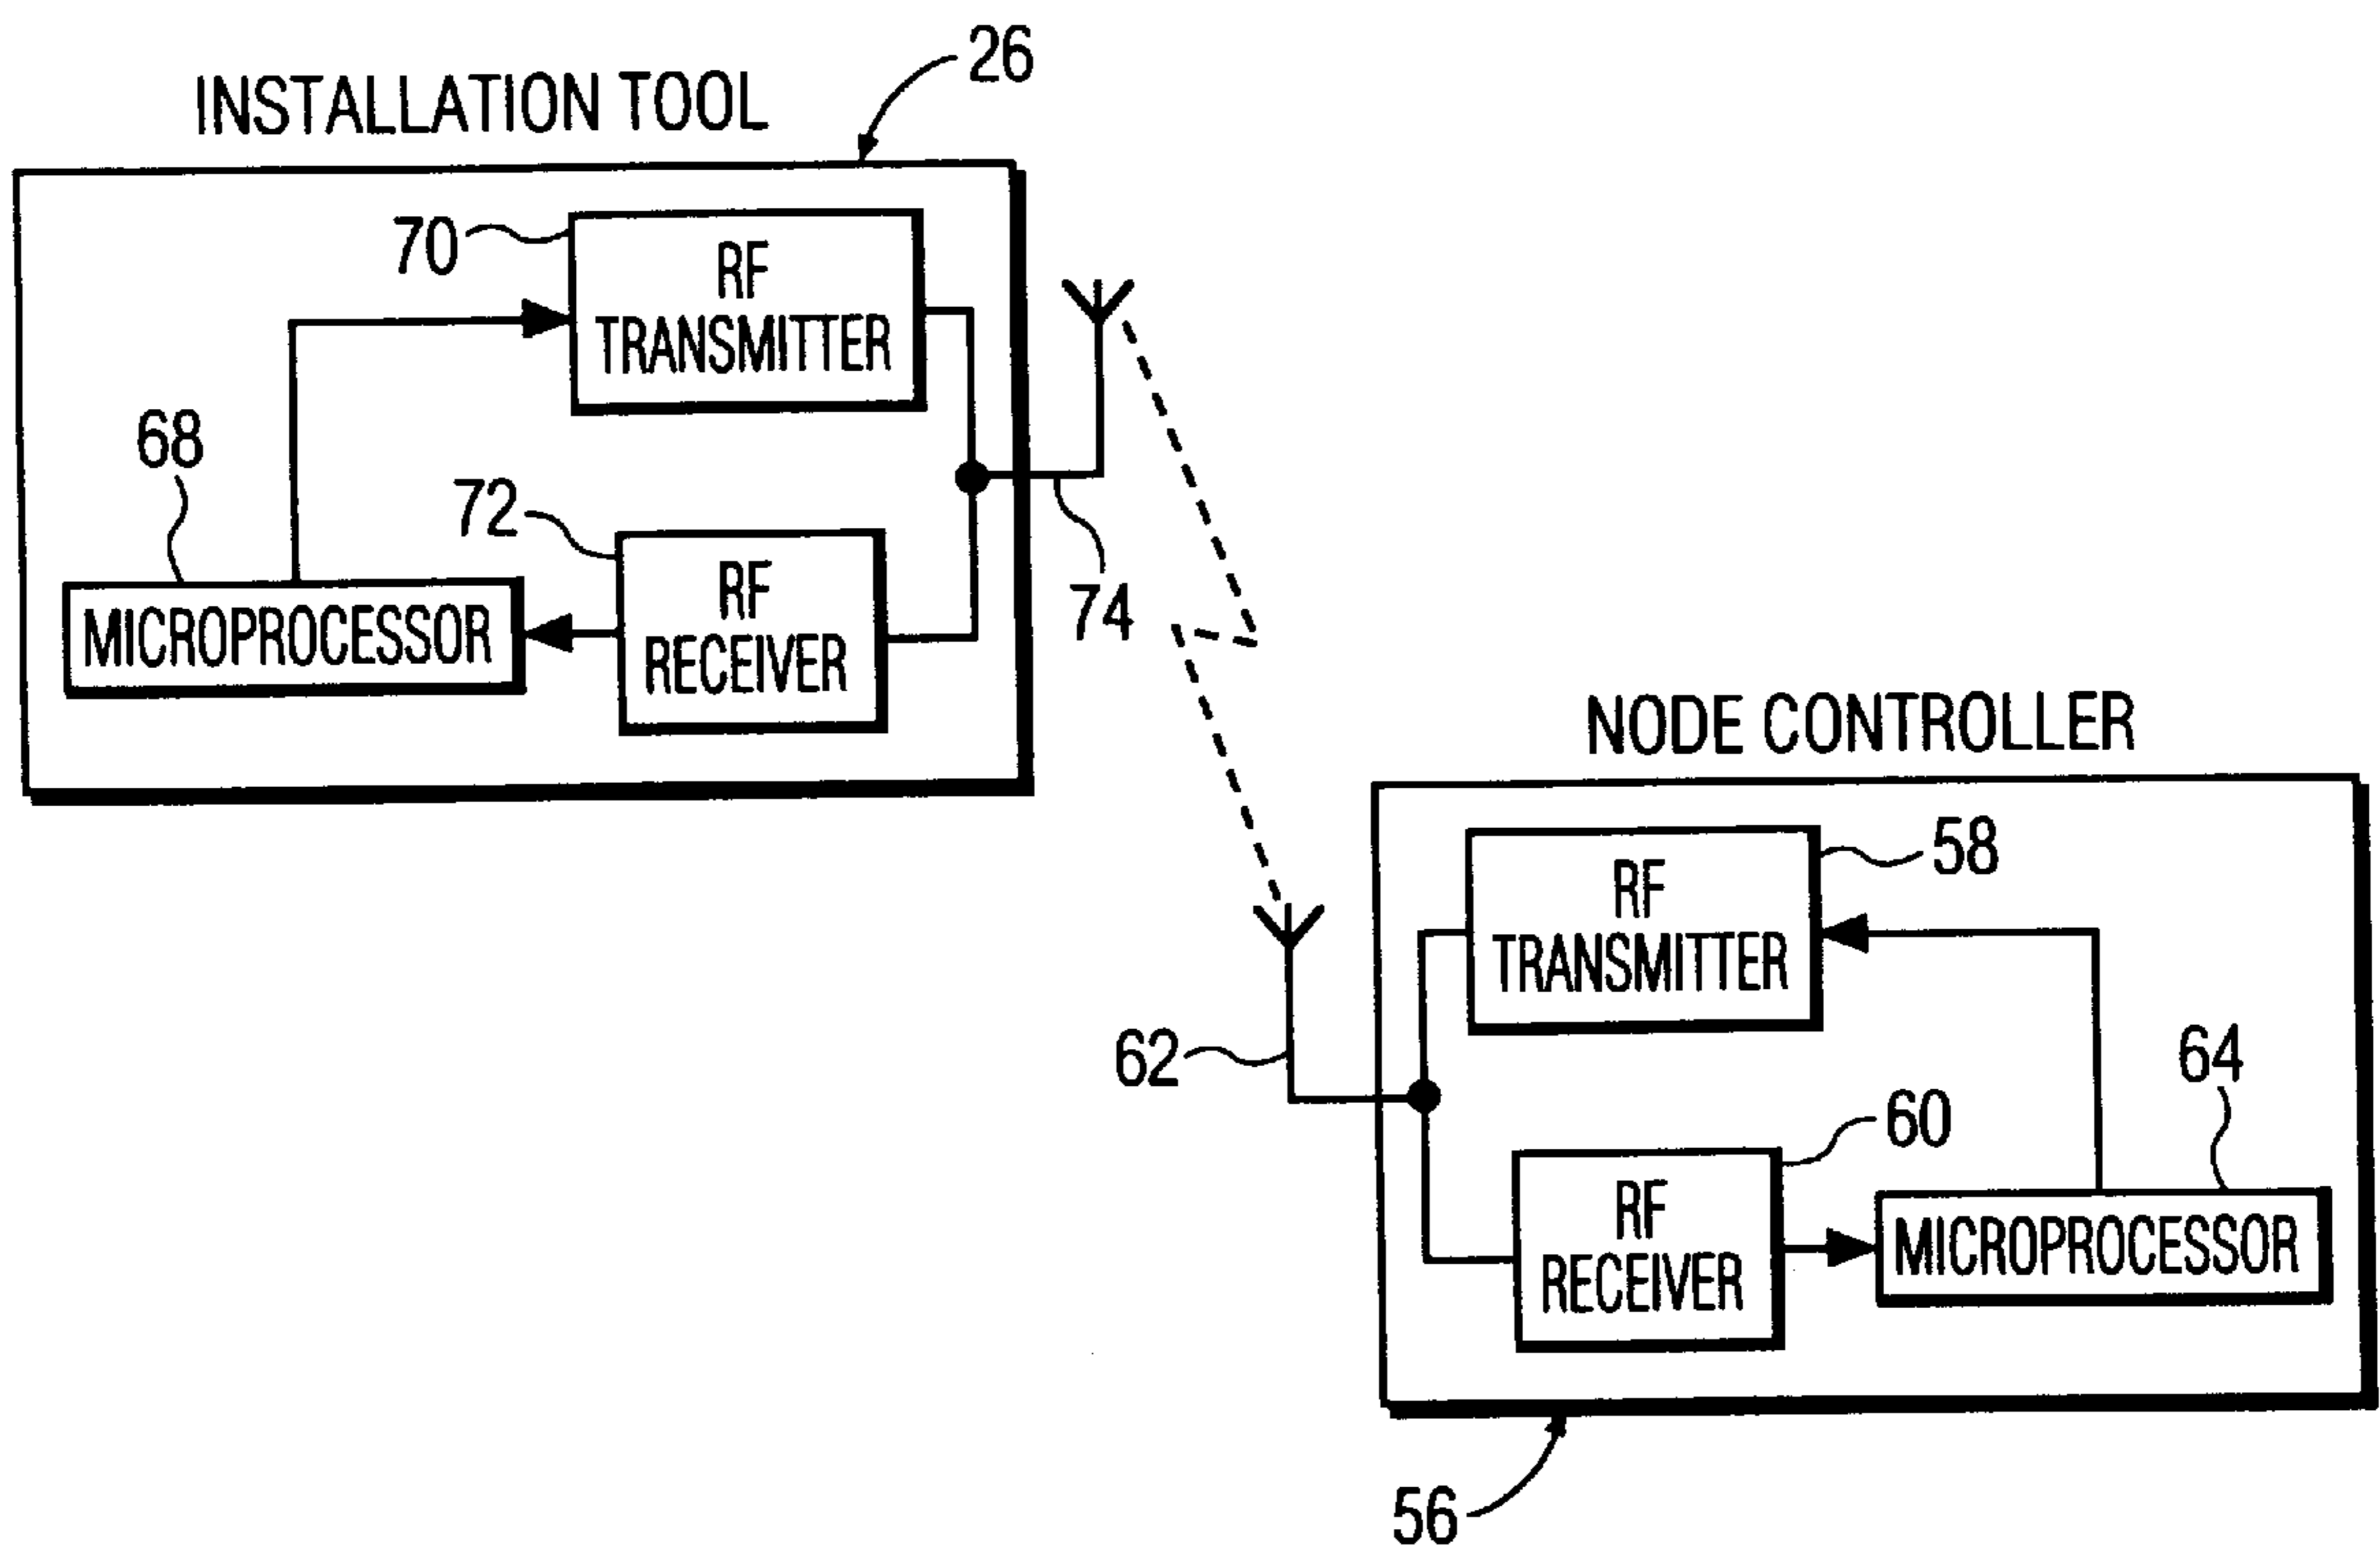 26
INSTALLATION TOOL
70
RF
TRANSMITTER
68
72
RF
RECEIVER
MICROPROCESSOR
74
NODE CONTROLLER
58
RF
TRANSMITTER
62
64
60
RF
RECEIVER
MICROPROCESSOR
56